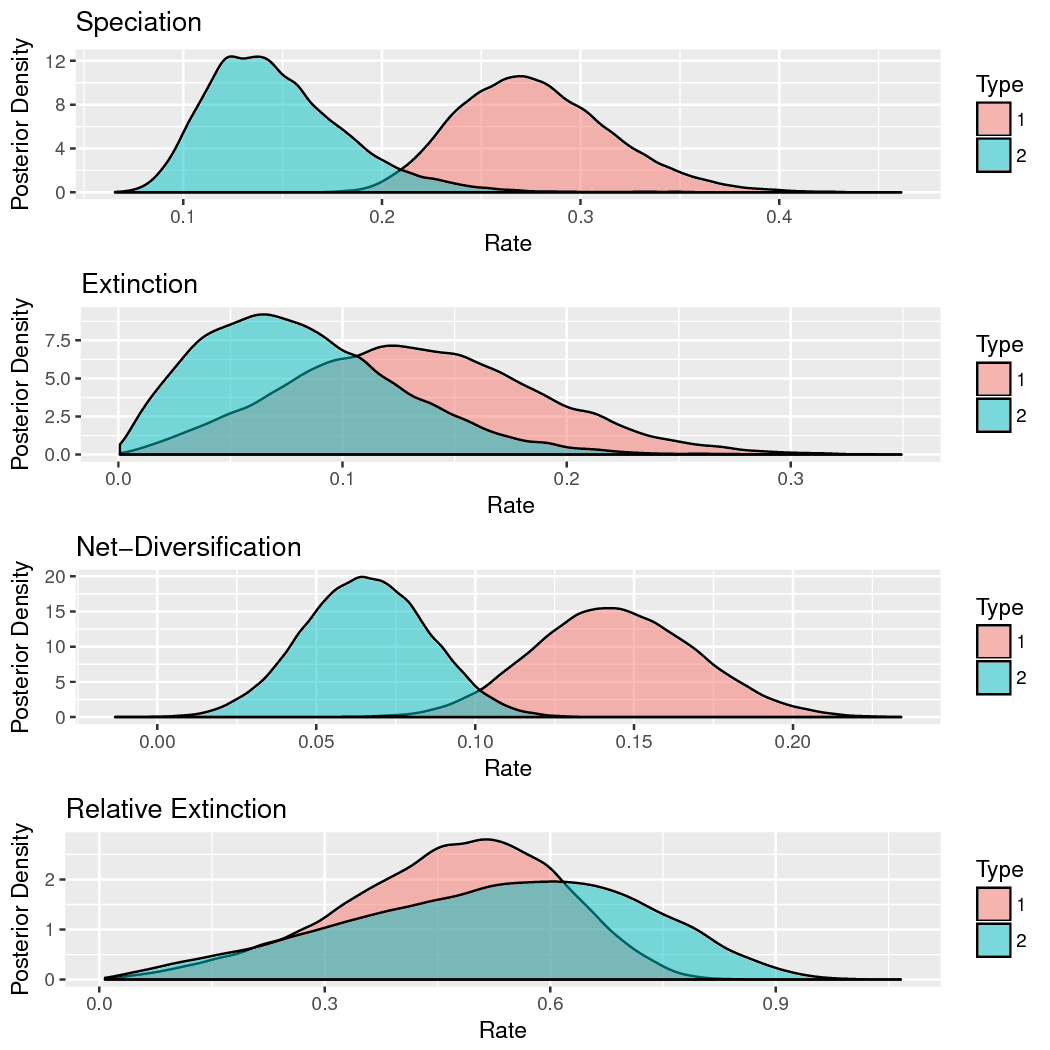 Speciation
Posterior Density
12
8
4
0
0.1 0.2 0.3 0.4
Rate
Type
1
2
Extinction
Posterior Density
7.5
5.0
2.5
0.0
0.0 0.1 0.2 0.3
Rate
Type
1
2
Net−Diversification
Posterior Density
20
15
10
5
0
0.00 0.05 0.10 0.15 0.20
Rate
Type
1
2
Relative Extinction
Posterior Density
2
1
0
0.0 0.3 0.6 0.9
Rate
Type
1
2